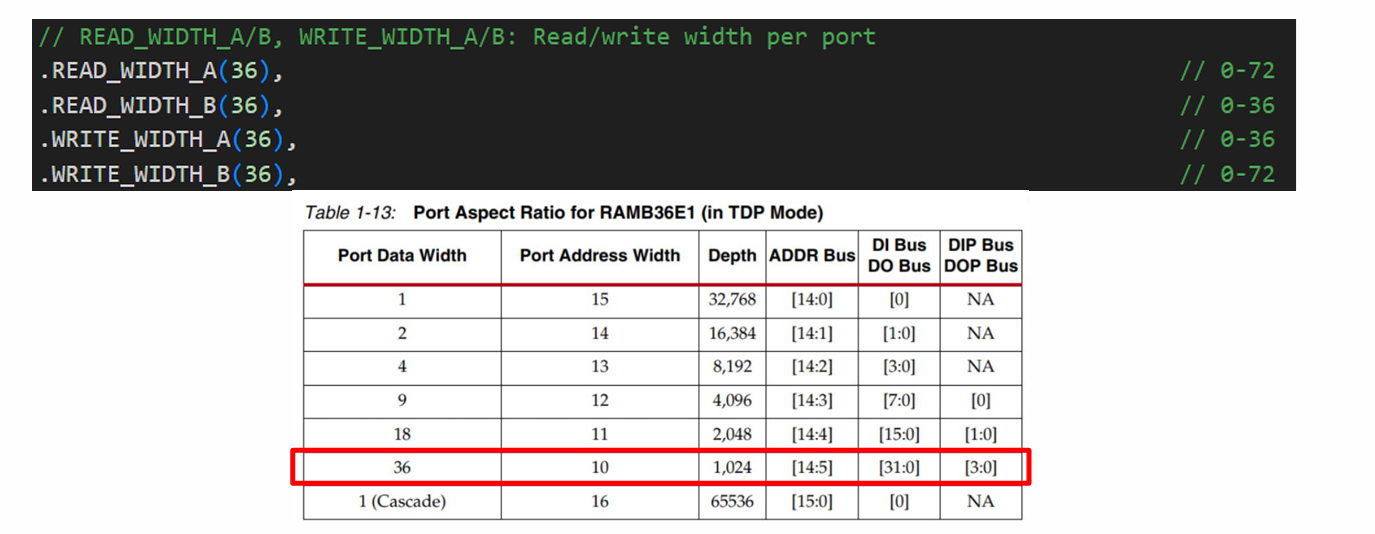 // READ_WIDTH_A/B, WRITE_WIDTH_A/B: Read/write width per port
.READ_WIDTH_A(36), // 0-72
.READ_WIDTH_B(36), // 0-36
.WRITE_WIDTH_A(36), // 0-36
.WRITE_WIDTH_B(36), // 0-72
Table 1-13: Port Aspect Ratio for RAMB36E1 (in TDP Mode)
Port Data Width Port Address Width Depth ADDR Bus DI Bus DO Bus DIP Bus DOP Bus
1 15 32,768 [14:0] [0] NA
2 14 16,384 [14:1] [1:0] NA
4 13 8,192 [14:2] [3:0] NA
9 12 4,096 [14:3] [7:0] [0]
18 11 2,048 [14:4] [15:0] [1:0]
36 10 1,024 [14:5] [31:0] [3:0]
1 (Cascade) 16 65536 [15:0] [0] NA